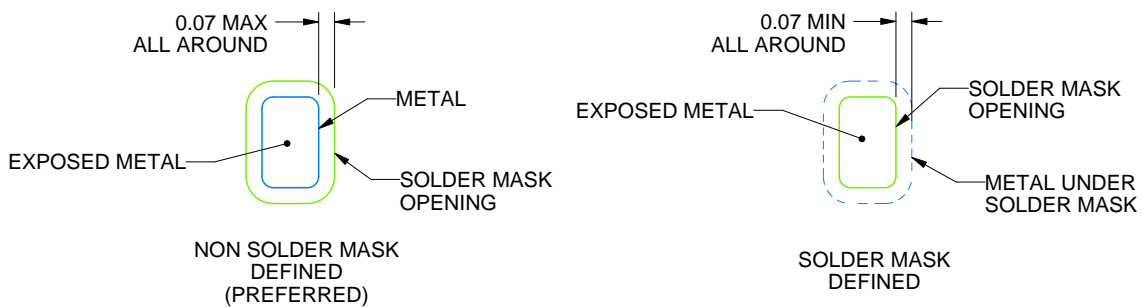 0.07 MAX
ALL AROUND
METAL
EXPOSED METAL
SOLDER MASK
OPENING
NON SOLDER MASK
DEFINED
(PREFERRED)
0.07 MIN
ALL AROUND
SOLDER MASK
OPENING
EXPOSED METAL
METAL UNDER
SOLDER MASK
SOLDER MASK
DEFINED